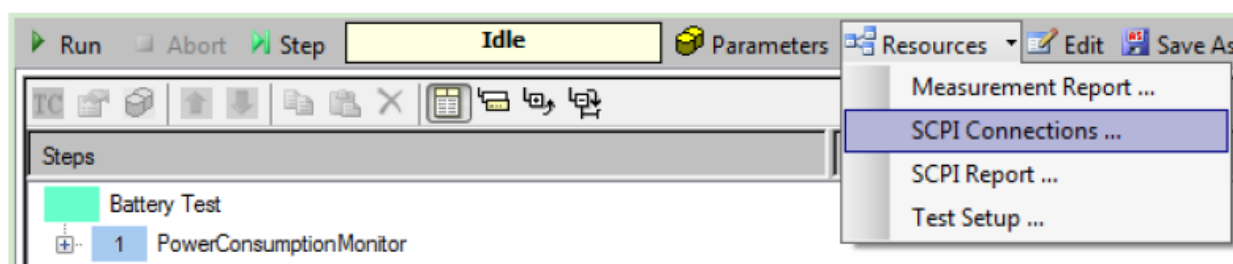 Run Abort Step Idle Parameters Resources Edit Save As
TC
Measurement Report ...
SCPI Connections ...
Steps
SCPI Report ...
Battery Test
Test Setup ...
1 PowerConsumptionMonitor